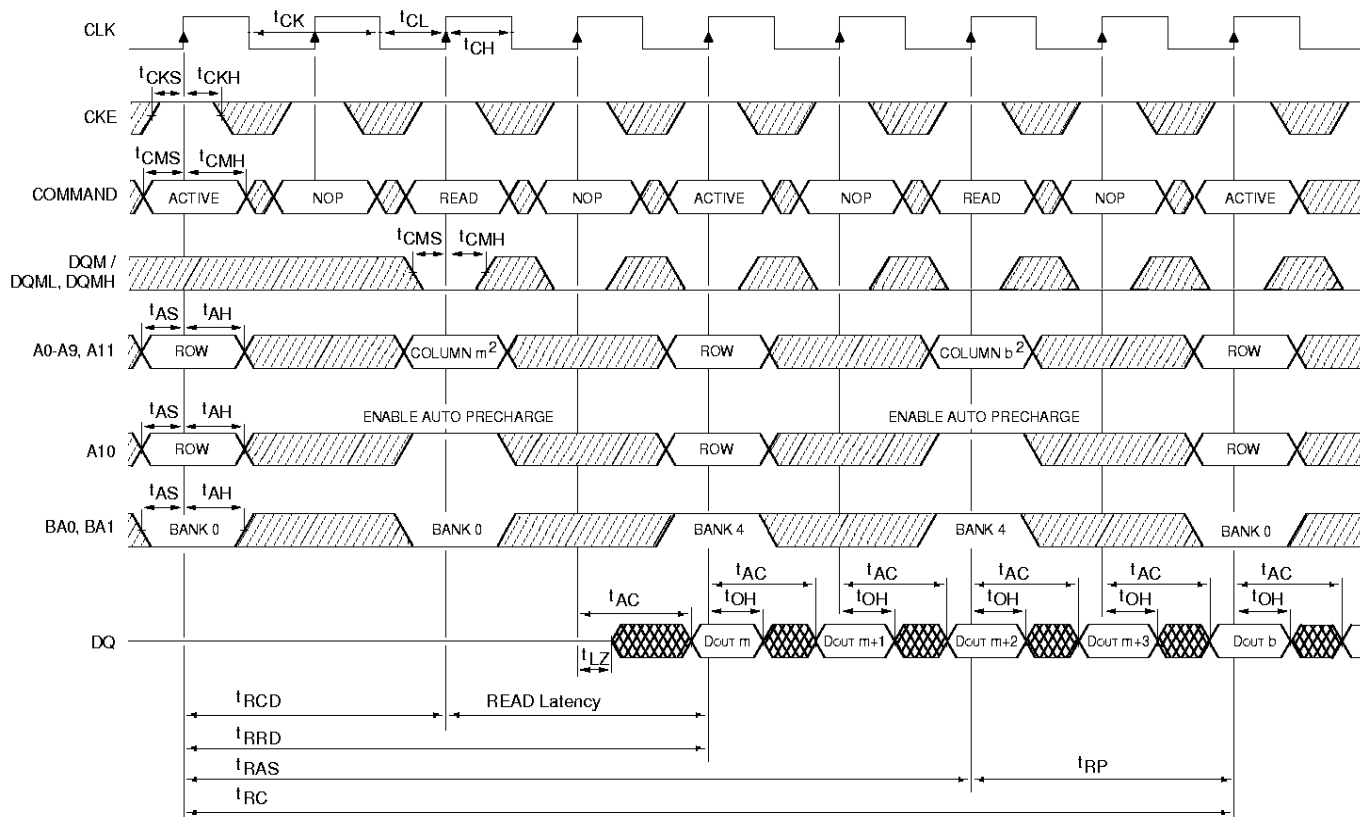 CLK
tCK
tCL
tCH
tCKS
tCKH
CKE
tCMS
tCMH
COMMAND
ACTIVE
NOP
READ
NOP
ACTIVE
NOP
READ
NOP
ACTIVE
tCMS
tCMH
DQM /
DQML, DQMH
tAS
tAH
A0-A9, A11
ROW
COLUMN m2
ROW
COLUMN b2
ROW
tAS
tAH
ENABLE AUTO PRECHARGE
ENABLE AUTO PRECHARGE
A10
ROW
ROW
ROW
tAS
tAH
BA0, BA1
BANK 0
BANK 0
BANK 4
BANK 4
BANK 0
tAC
tAC
tAC
tAC
tAC
tAC
tOH
tOH
tOH
tOH
tOH
DQ
DOUT m
DOUT m+1
DOUT m+2
DOUT m+3
DOUT b
tLZ
tRCD
READ Latency
tRRD
tRAS
tRP
tRC